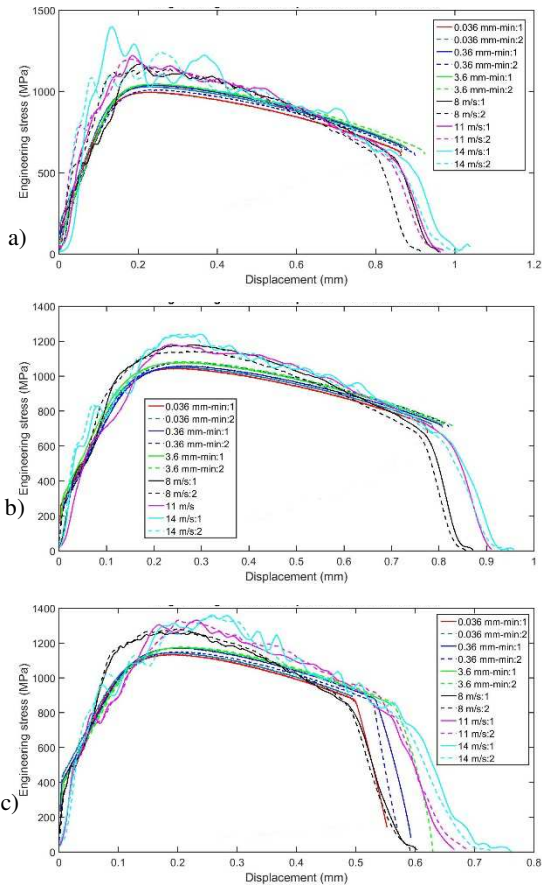 1500
1000
500
0
Engineering stress (MPa)
0.036 mm-min:1
0.036 mm-min:2
0.36 mm-min:1
0.36 mm-min:2
3.6 mm-min:1
3.6 mm-min:2
8 m/s:1
8 m/s:2
11 m/s:1
11 m/s:2
14 m/s:1
14 m/s:2
a)
0 0.2 0.4 0.6 0.8 1 1.2
Displacement (mm)
1400
1200
1000
800
600
400
200
0
Engineering stress (MPa)
0.036 mm-min:1
0.036 mm-min:2
0.36 mm-min:1
0.36 mm-min:2
3.6 mm-min:1
3.6 mm-min:2
8 m/s:1
8 m/s:2
11 m/s
14 m/s:1
14 m/s:2
b)
0 0.1 0.2 0.3 0.4 0.5 0.6 0.7 0.8 0.9 1
Displacement (mm)
1400
1200
1000
800
600
400
200
0
Engineering stress (MPa)
0.036 mm-min:1
0.036 mm-min:2
0.36 mm-min:1
0.36 mm-min:2
3.6 mm-min:1
3.6 mm-min:2
8 m/s:1
8 m/s:2
11 m/s:1
11 m/s:2
14 m/s:1
14 m/s:2
c)
0 0.1 0.2 0.3 0.4 0.5 0.6 0.7 0.8
Displacement (mm)